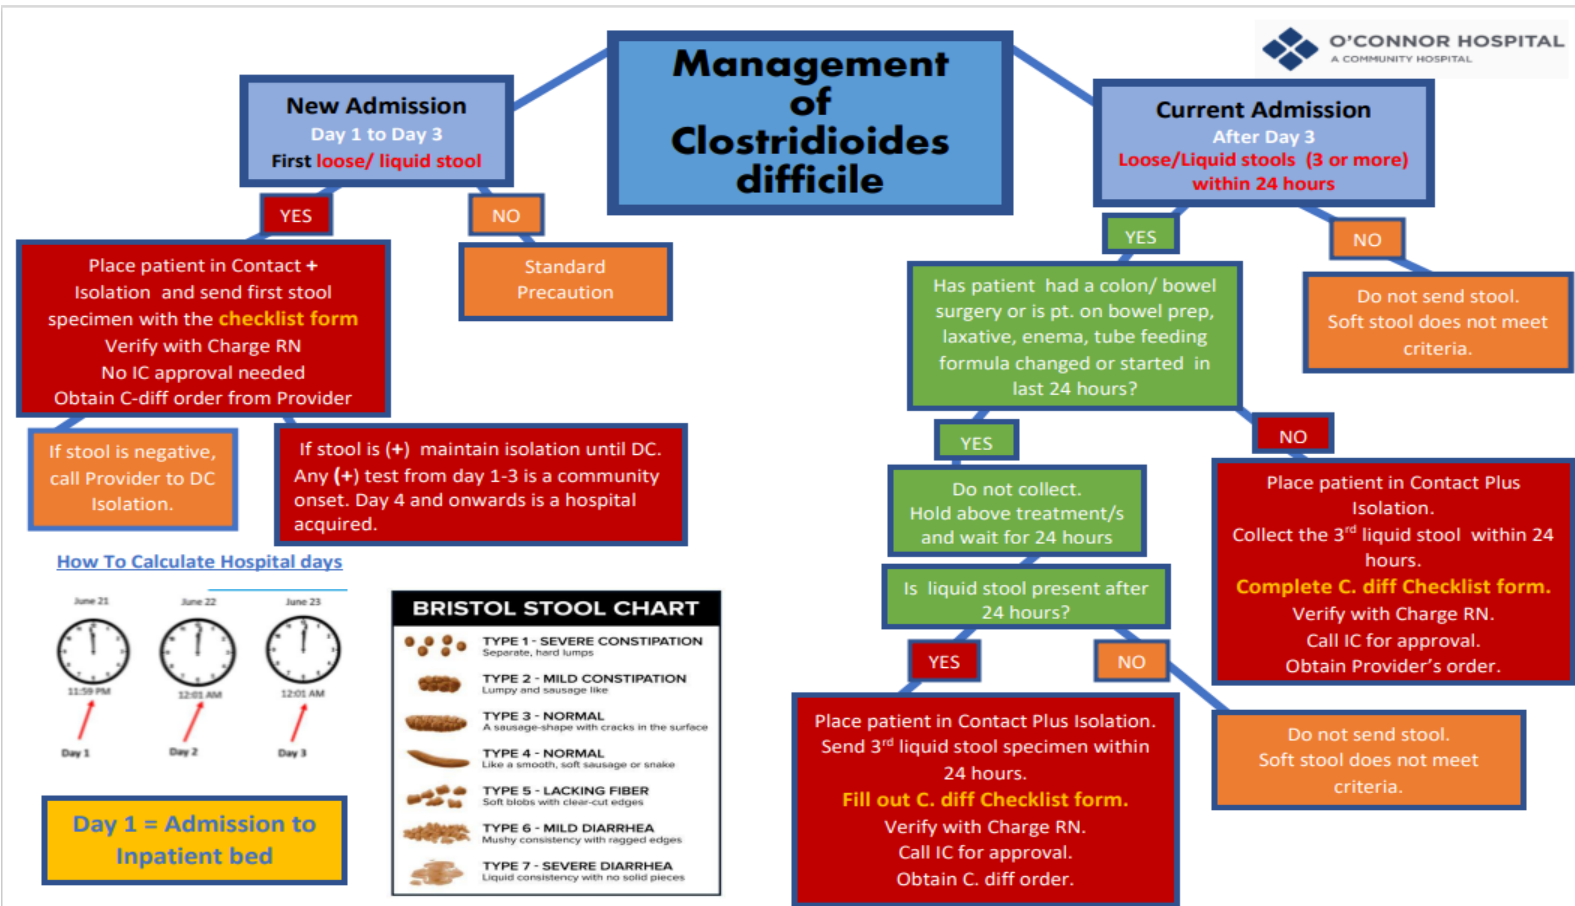 Management
of
Clostridioides
difficile
O'CONNOR HOSPITAL
A COMMUNITY HOSPITAL
New Admission
Day 1 to Day 3
First loose/ liquid stool
YES
NO
Place patient in Contact +
Isolation and send first stool
specimen with the checklist form
Verify with Charge RN
No IC approval needed
Obtain C-diff order from Provider
Standard
Precaution
If stool is negative,
call Provider to DC
Isolation.
If stool is (+) maintain isolation until DC.
Any (+) test from day 1-3 is a community
onset. Day 4 and onwards is a hospital
acquired.
How To Calculate Hospital days
June 21
June 22
June 23
11:59 PM
12:01 AM
12:01 AM
Day 1
Day 2
Day 3
Day 1 = Admission to
Inpatient bed
BRISTOL STOOL CHART
TYPE 1 - SEVERE CONSTIPATION
Separate, hard lumps
TYPE 2 - MILD CONSTIPATION
Lumpy and sausage like
TYPE 3 - NORMAL
A sausage-shape with cracks in the surface
TYPE 4 - NORMAL
Like a smooth, soft sausage or snake
TYPE 5 - LACKING FIBER
Soft blobs with clear-cut edges
TYPE 6 - MILD DIARRHEA
Mushy consistency with ragged edges
TYPE 7 - SEVERE DIARRHEA
Liquid consistency with no solid pieces
Current Admission
After Day 3
Loose/Liquid stools (3 or more)
within 24 hours
YES
NO
Has patient had a colon/ bowel
surgery or is pt. on bowel prep,
laxative, enema, tube feeding
formula changed or started in
last 24 hours?
Do not send stool.
Soft stool does not meet
criteria.
YES
NO
Do not collect.
Hold above treatment/s
and wait for 24 hours
Place patient in Contact Plus
Isolation.
Collect the 3rd liquid stool within 24
hours.
Complete C. diff Checklist form.
Verify with Charge RN.
Call IC for approval.
Obtain Provider's order.
Is liquid stool present after
24 hours?
YES
NO
Place patient in Contact Plus Isolation.
Send 3rd liquid stool specimen within
24 hours.
Fill out C. diff Checklist form.
Verify with Charge RN.
Call IC for approval.
Obtain C. diff order.
Do not send stool.
Soft stool does not meet
criteria.